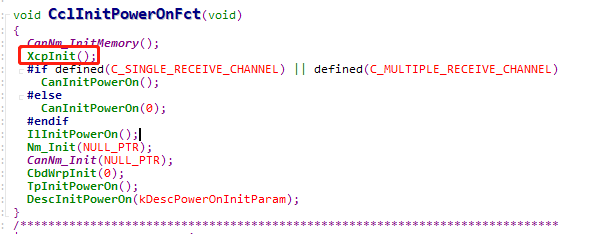 void CclInitPowerOnFct(void)
{
CanNm_InitMemory();
XcpInit();
#if defined(C_SINGLE_RECEIVE_CHANNEL) || defined(C_MULTIPLE_RECEIVE_CHANNEL)
CanInitPowerOn();
#else
CanInitPowerOn(0);
#endif
IlInitPowerOn();
Nm_Init(NULL_PTR);
CanNm_Init(NULL_PTR);
CbdWrpInit(0);
TpInitPowerOn();
DescInitPowerOn(kDescPowerOnInitParam);
}
/*****************************************************************************